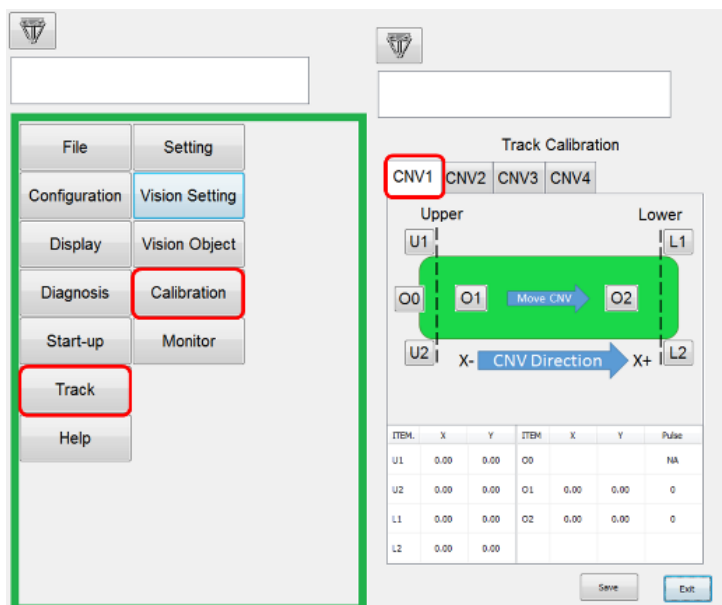 File Setting
Configuration Vision Setting
Display Vision Object
Diagnosis Calibration
Start-up Monitor
Track
Help
Track Calibration
CNV1 CNV2 CNV3 CNV4
Upper Lower
U1 L1
O0 O1 Move CNV O2
U2 X- CNV Direction X+ L2
ITEM. X Y ITEM X Y Pulse
U1 0.00 0.00 O0 NA
U2 0.00 0.00 O1 0.00 0.00 0
L1 0.00 0.00 O2 0.00 0.00 0
L2 0.00 0.00
Save Exit